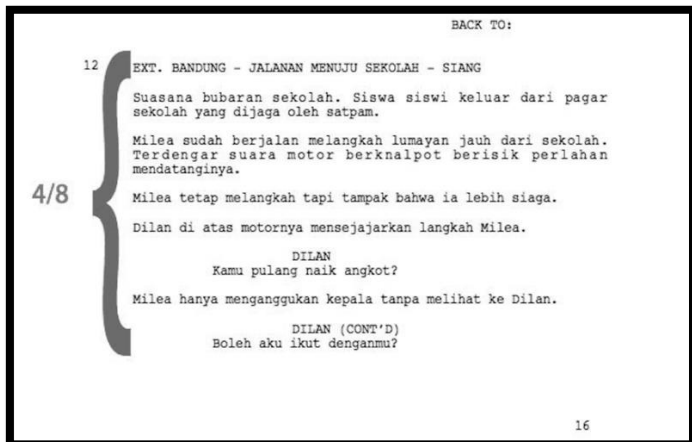 BACK TO:
12 EXT. BANDUNG - JALANAN MENUJU SEKOLAH - SIANG
Suasana bubaran sekolah. Siswa siswi keluar dari pagar
sekolah yang dijaga oleh satpam.
Milea sudah berjalan melangkah lumayan jauh dari sekolah.
Terdengar suara motor berknalpot berisik perlahan
mendatanginya.
4/8
Milea tetap melangkah tapi tampak bahwa ia lebih siaga.
Dilan di atas motornya mensejajarkan langkah Milea.
DILAN
Kamu pulang naik angkot?
Milea hanya menganggukan kepala tanpa melihat ke Dilan.
DILAN (CONT'D)
Boleh aku ikut denganmu?
16